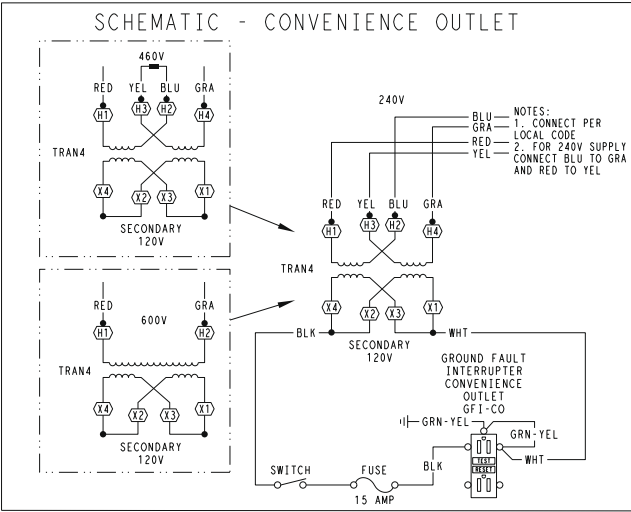 SCHEMATIC - CONVENIENCE OUTLET
460V
RED YEL BLU GRA
H1 H3 H2 H4
TRAN4
X4 X2 X3 X1
SECONDARY
120V
RED GRA
600V
H1 H2
TRAN4
X4 X2 X3 X1
SECONDARY
120V
240V
BLU
GRA
RED
YEL
NOTES:
1. CONNECT PER
LOCAL CODE
2. FOR 240V SUPPLY
CONNECT BLU TO GRA
AND RED TO YEL
RED YEL BLU GRA
H1 H3 H2 H4
TRAN4
X4 X2 X3 X1
BLK WHT
SECONDARY
120V
GROUND FAULT
INTERRUPTER
CONVENIENCE
OUTLET
GFI-CO
GRN-YEL
GRN-YEL
WHT
BLK
TEST
RESET
SWITCH FUSE
15 AMP